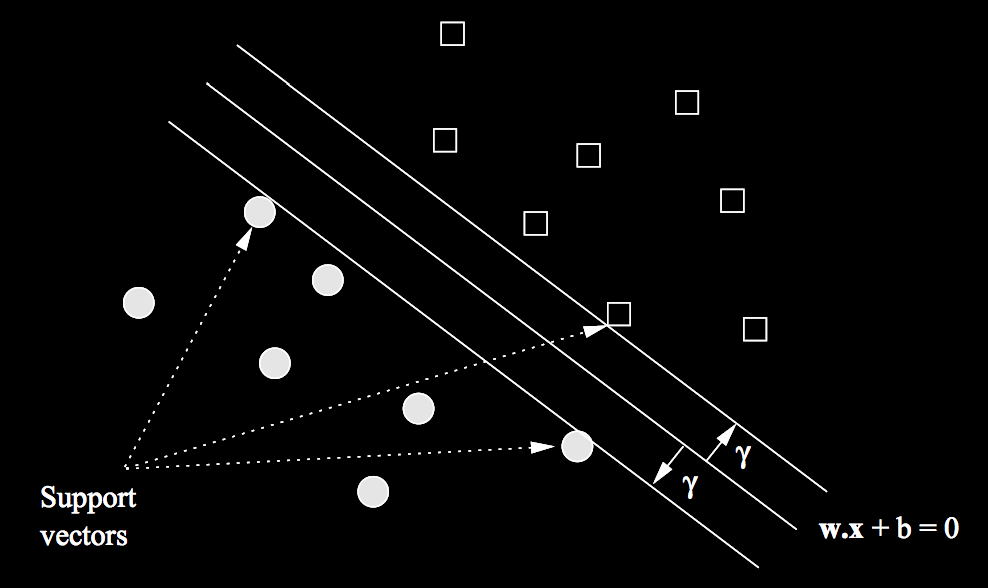 γ
γ
Support
vectors
w.x + b = 0